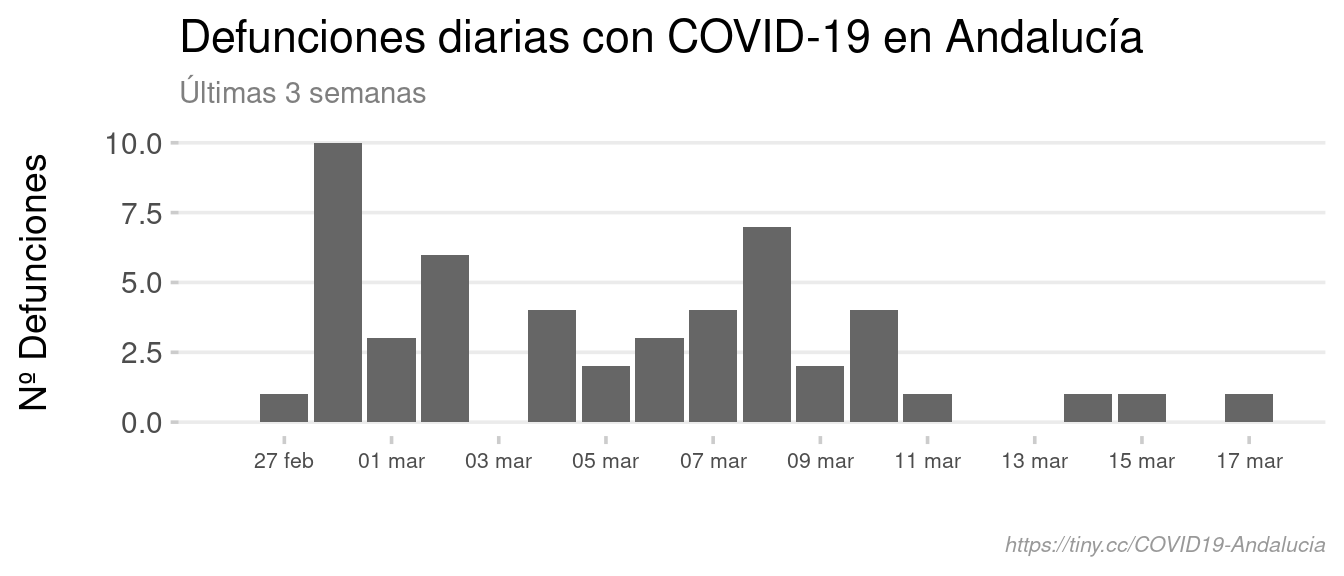 Defunciones diarias con COVID-19 en Andalucía
Últimas 3 semanas
Nº Defunciones
10.0
7.5
5.0
2.5
0.0
27 feb 01 mar 03 mar 05 mar 07 mar 09 mar 11 mar 13 mar 15 mar 17 mar
https://tiny.cc/COVID19-Andalucia